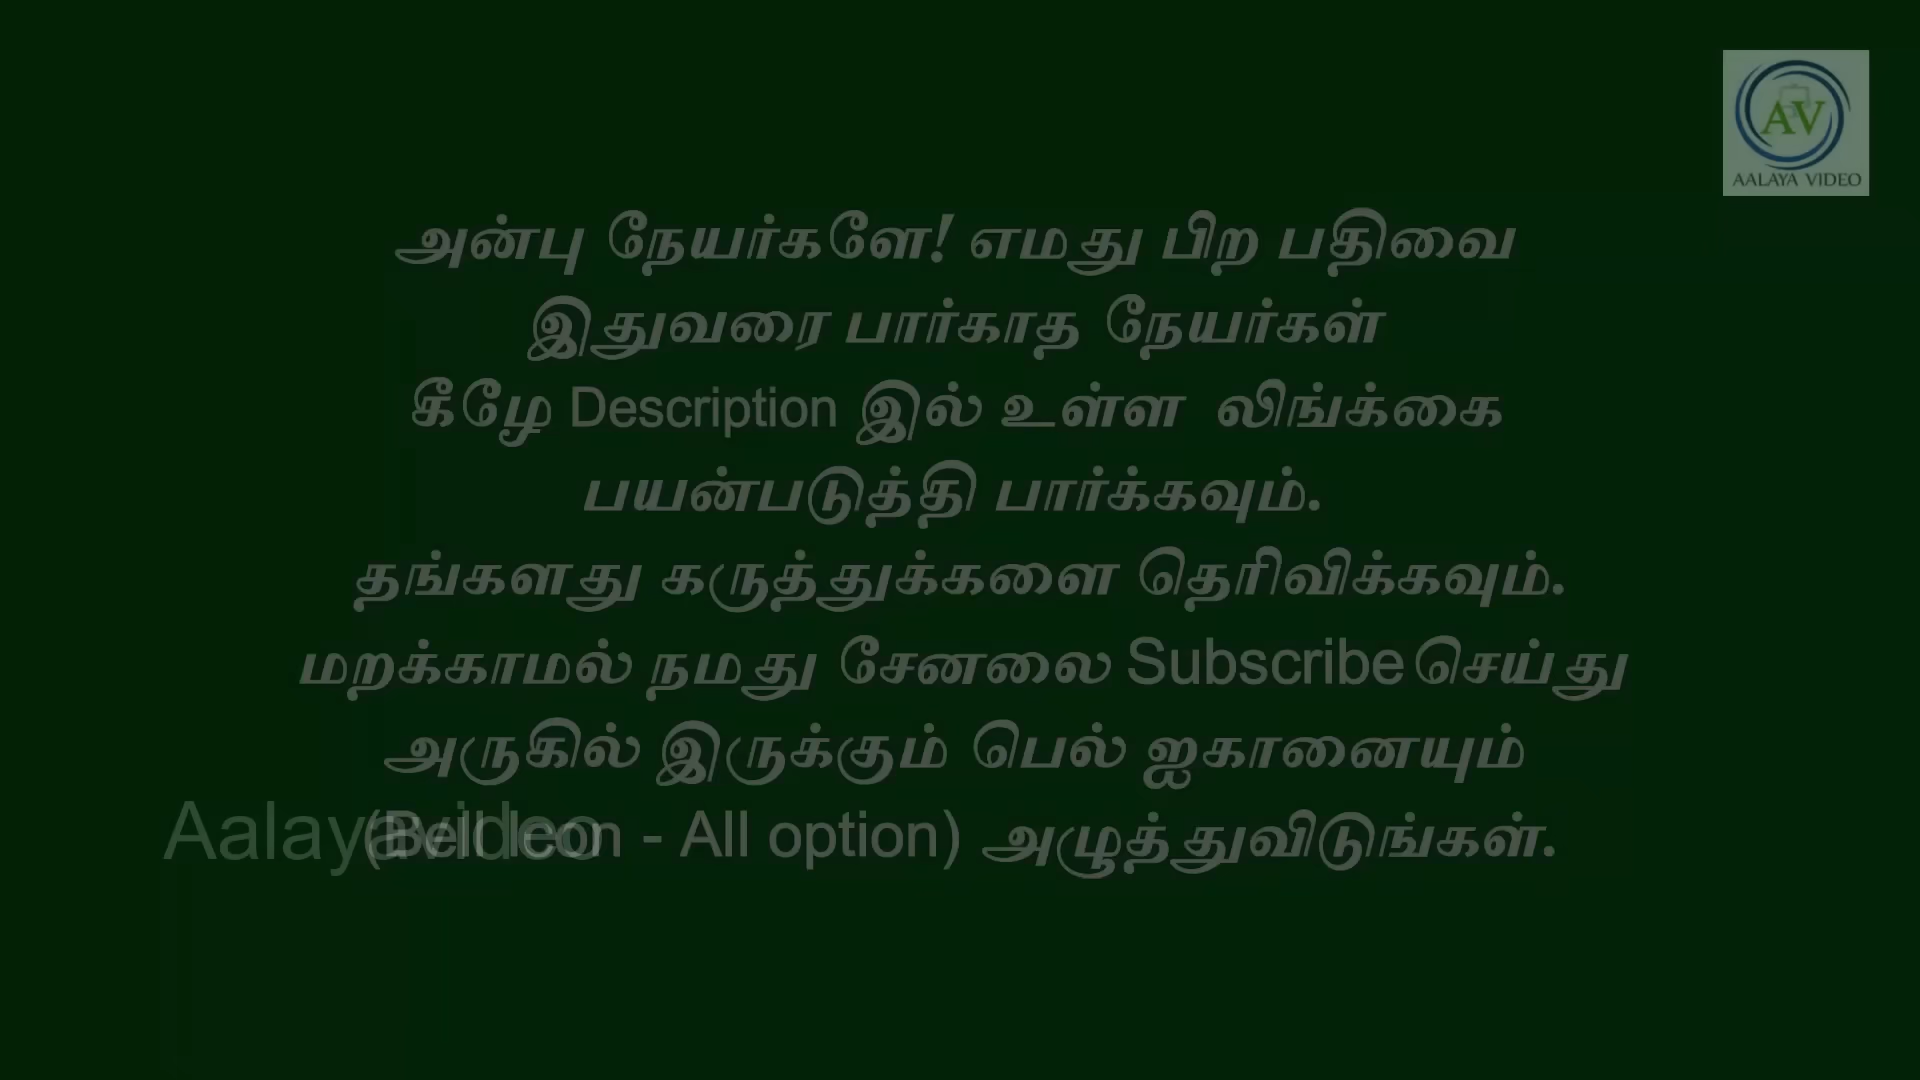 AV
AALAYA VIDEO
அன்பு நேயர்களே! எமது பிற பதிவை
இதுவரை பார்காத நேயர்கள்
கீழே Description இல் உள்ள லிங்க்கை
பயன்படுத்தி பார்க்கவும்.
தங்களது கருத்துக்களை தெரிவிக்கவும்.
மறக்காமல் நமது சேனலை Subscribe செய்து
அருகில் இருக்கும் பெல் ஐகானையும்
(Bell Icon - All option) அழுத்துவிடுங்கள்.
Aalayavideo